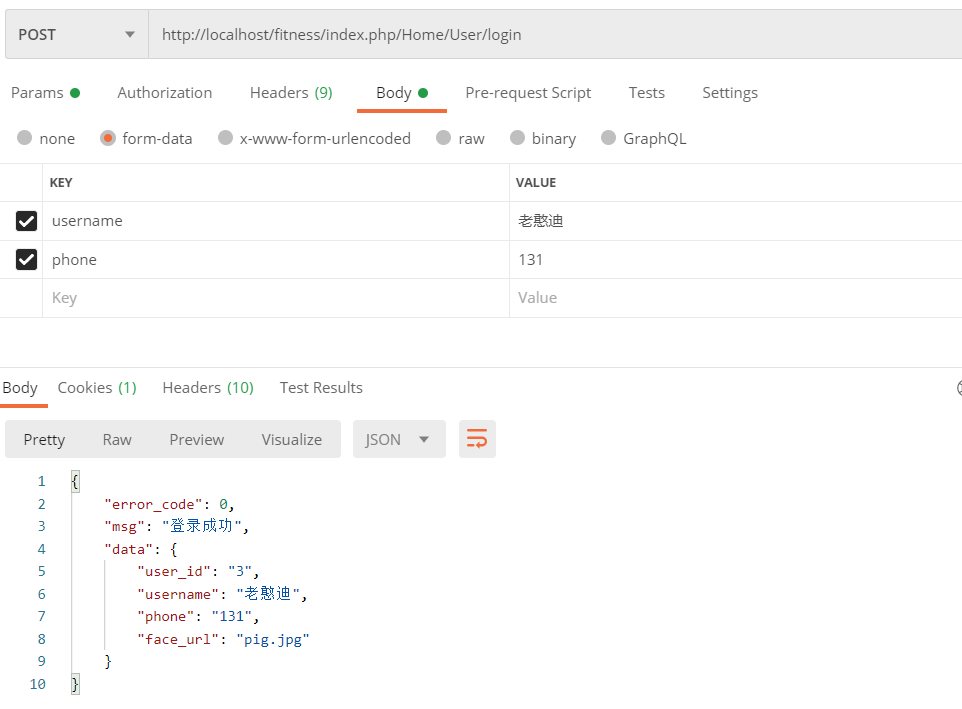 POST http://localhost/fitness/index.php/Home/User/login
Params Authorization Headers (9) Body Pre-request Script Tests Settings
none form-data x-www-form-urlencoded raw binary GraphQL
KEY VALUE
username 老憨迪
phone 131
Key Value
Body Cookies (1) Headers (10) Test Results
Pretty Raw Preview Visualize JSON
1 {
2 "error_code": 0,
3 "msg": "登录成功",
4 "data": {
5 "user_id": "3",
6 "username": "老憨迪",
7 "phone": "131",
8 "face_url": "pig.jpg"
9 }
10 }